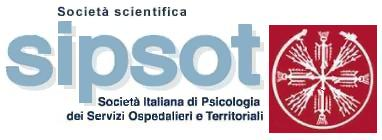 Società scientifica
sipsot
Società Italiana di Psicologia
dei Servizi Ospedalieri e Territoriali